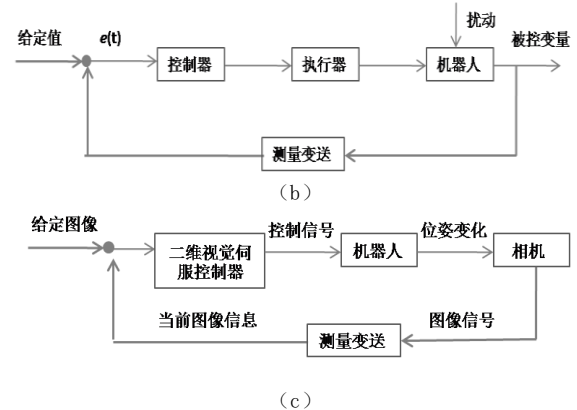 扰动
给定值 e(t) 被控变量
控制器 执行器 机器人
测量变送
（b）
给定图像 控制信号 位姿变化
二维视觉伺服控制器 机器人 相机
当前图像信息 图像信号
测量变送
（c）